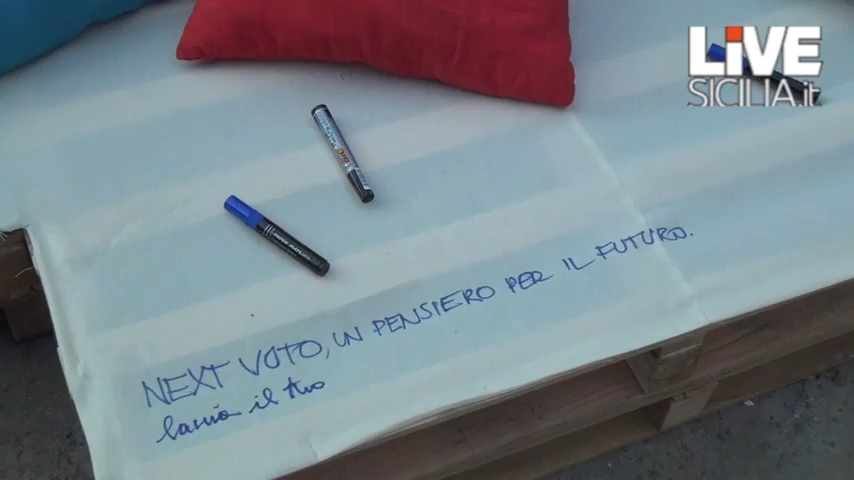 LiVE
SICILIA.it
NEXT VOTO, UN PENSIERO PER IL FUTURO.
lascia il tuo